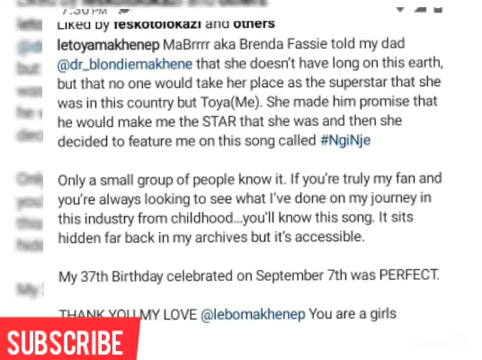 7:30 PM
Liked by feskotolokazi and others
letoyamakhenep MaBrrrr aka Brenda Fassie told my dad
@dr_blondiemakhene that she doesn't have long on this earth,
but that no one would take her place as the superstar that she
was in this country but Toya(Me). She made him promise that
he would make me the STAR that she was and then she
decided to feature me on this song called #NgiNje
Only a small group of people know it. If you're truly my fan and
you're always looking to see what I've done on my journey in
this industry from childhood...you'll know this song. It sits
hidden far back in my archives but it's accessible.
My 37th Birthday celebrated on September 7th was PERFECT.
THANK YOU MY LOVE @lebomakhenep You are a girls
SUBSCRIBE